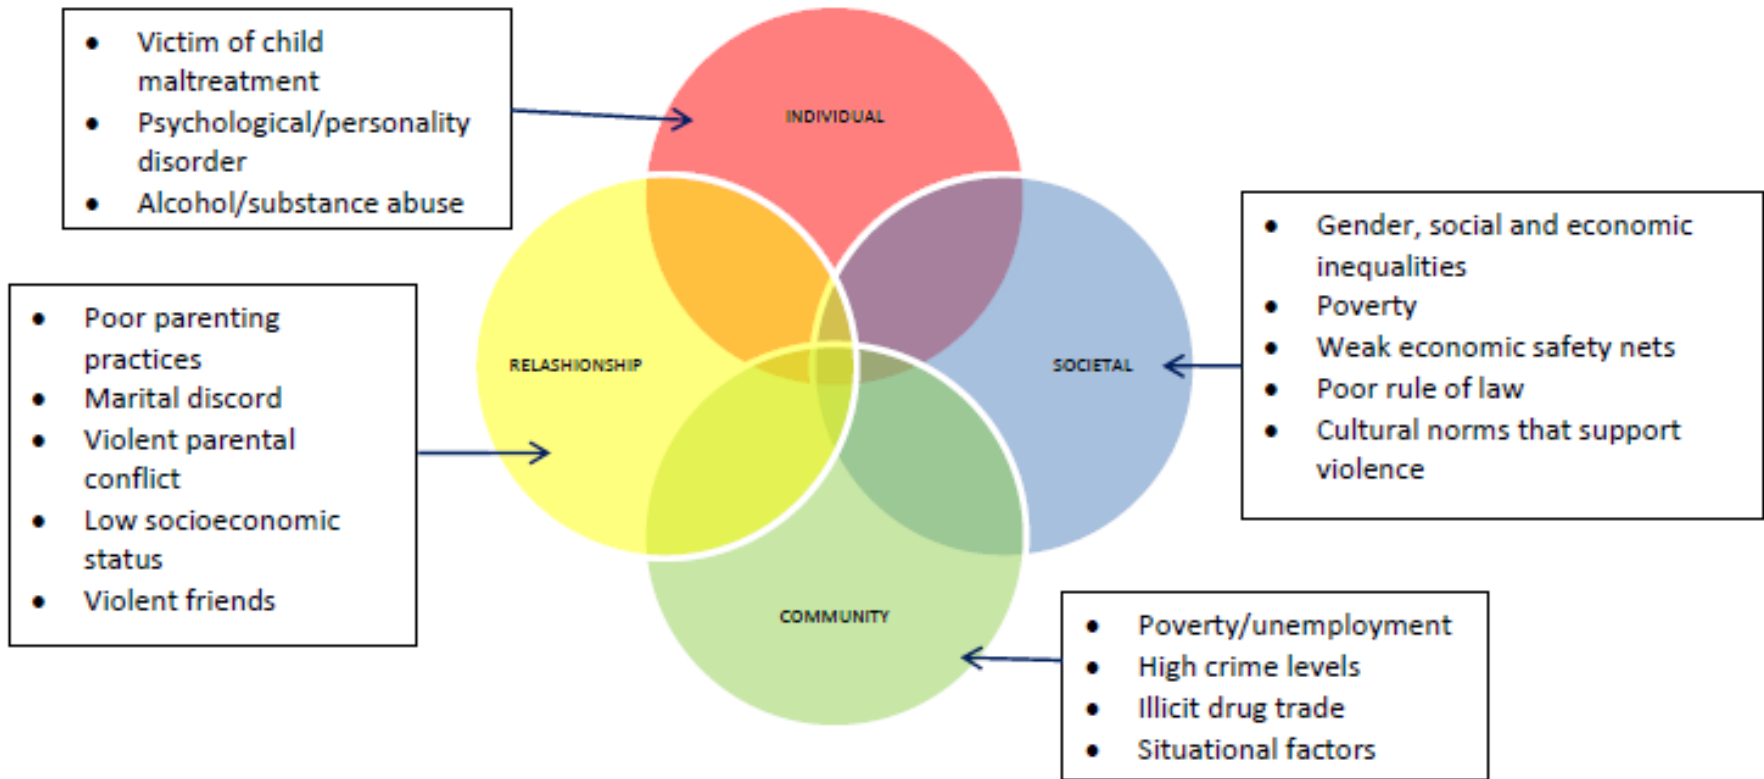 • Victim of child
maltreatment
• Psychological/personality
disorder
• Alcohol/substance abuse
INDIVIDUAL
• Gender, social and economic
inequalities
• Poverty
• Weak economic safety nets
• Poor rule of law
• Cultural norms that support
violence
• Poor parenting
practices
• Marital discord
• Violent parental
conflict
• Low socioeconomic
status
• Violent friends
RELASHIONSHIP
SOCIETAL
COMMUNITY
• Poverty/unemployment
• High crime levels
• Illicit drug trade
• Situational factors